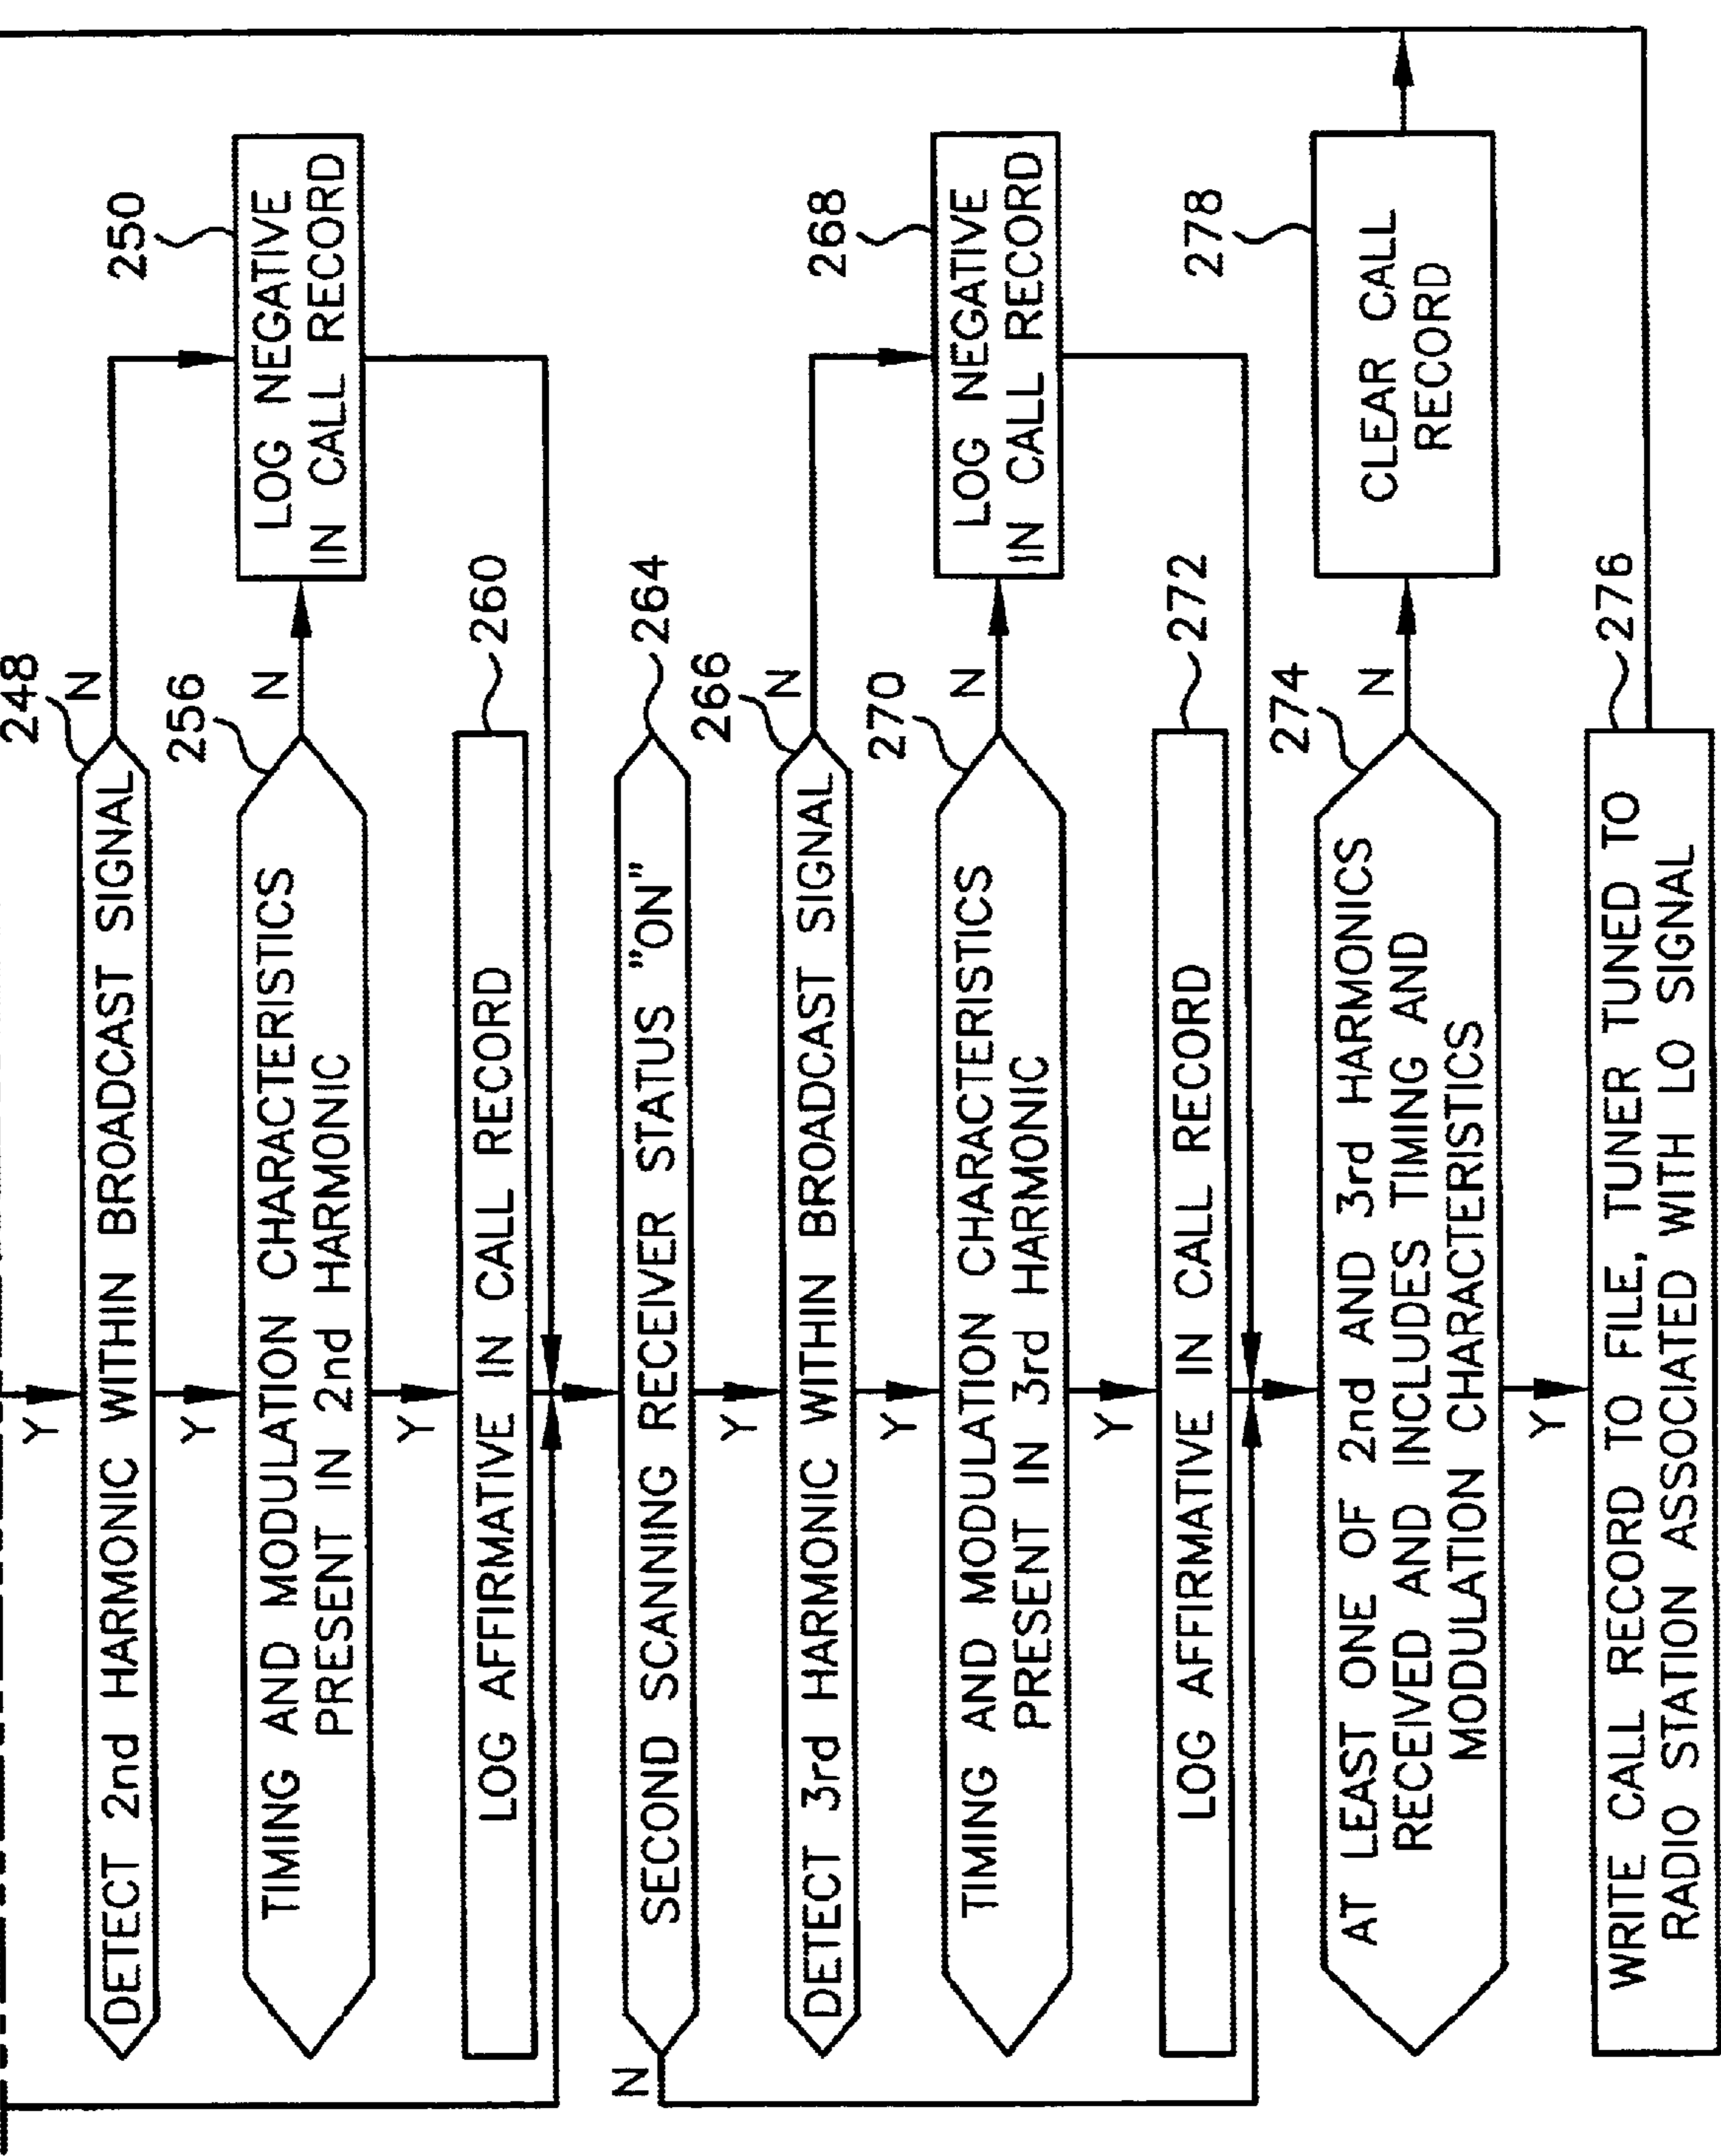 Y
248
DETECT 2nd HARMONIC WITHIN BROADCAST SIGNAL
N
250
Y
256
TIMING AND MODULATION CHARACTERISTICS
PRESENT IN 2nd HARMONIC
N
LOG NEGATIVE
IN CALL RECORD
Y
260
LOG AFFIRMATIVE IN CALL RECORD
264
SECOND SCANNING RECEIVER STATUS "ON"
N
Y
266
DETECT 3rd HARMONIC WITHIN BROADCAST SIGNAL
N
268
Y
270
TIMING AND MODULATION CHARACTERISTICS
PRESENT IN 3rd HARMONIC
N
LOG NEGATIVE
IN CALL RECORD
Y
272
LOG AFFIRMATIVE IN CALL RECORD
274
AT LEAST ONE OF 2nd AND 3rd HARMONICS
RECEIVED AND INCLUDES TIMING AND
MODULATION CHARACTERISTICS
N
278
CLEAR CALL
RECORD
Y
276
WRITE CALL RECORD TO FILE, TUNER TUNED TO
RADIO STATION ASSOCIATED WITH LO SIGNAL